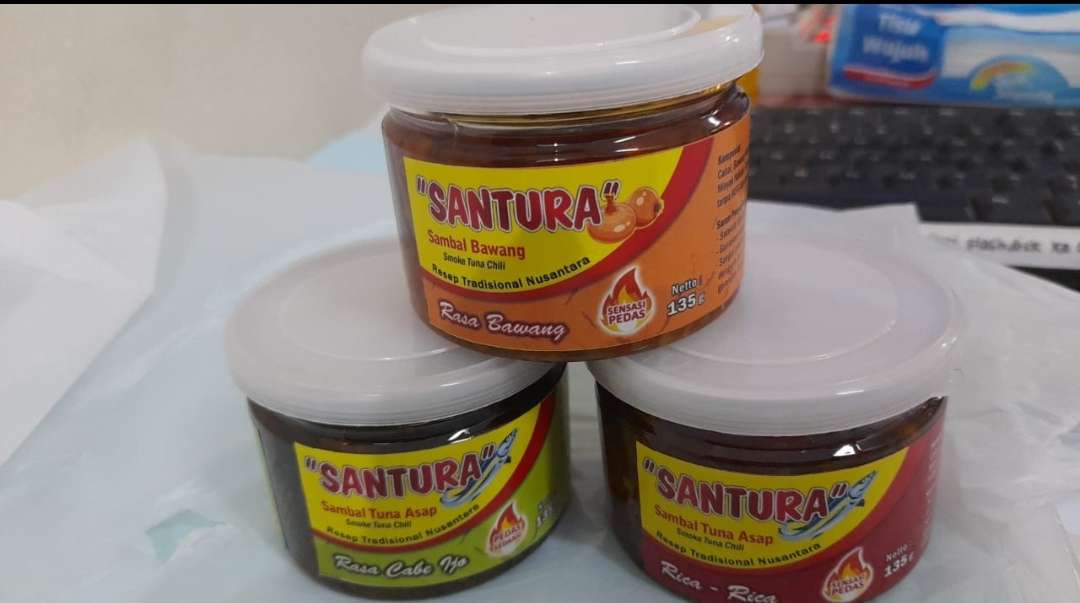 Tisu
Wajah
"SANTURA"
Sambal Bawang
Smoke Tuna Chili
Resep Tradisional Nusantara
Rasa Bawang
SENSASI
PEDAS
Netto
135 g
"SANTURA"
Sambal Tuna Asap
Smoke Tuna Chili
Resep Tradisional Nusantara
Rasa Cabe Ijo
PEDAS
"SANTURA"
Sambal Tuna Asap
Smoke Tuna Chili
Resep Tradisional Nusantara
Rica - Rica
SENSASI
PEDAS
Netto
135 g